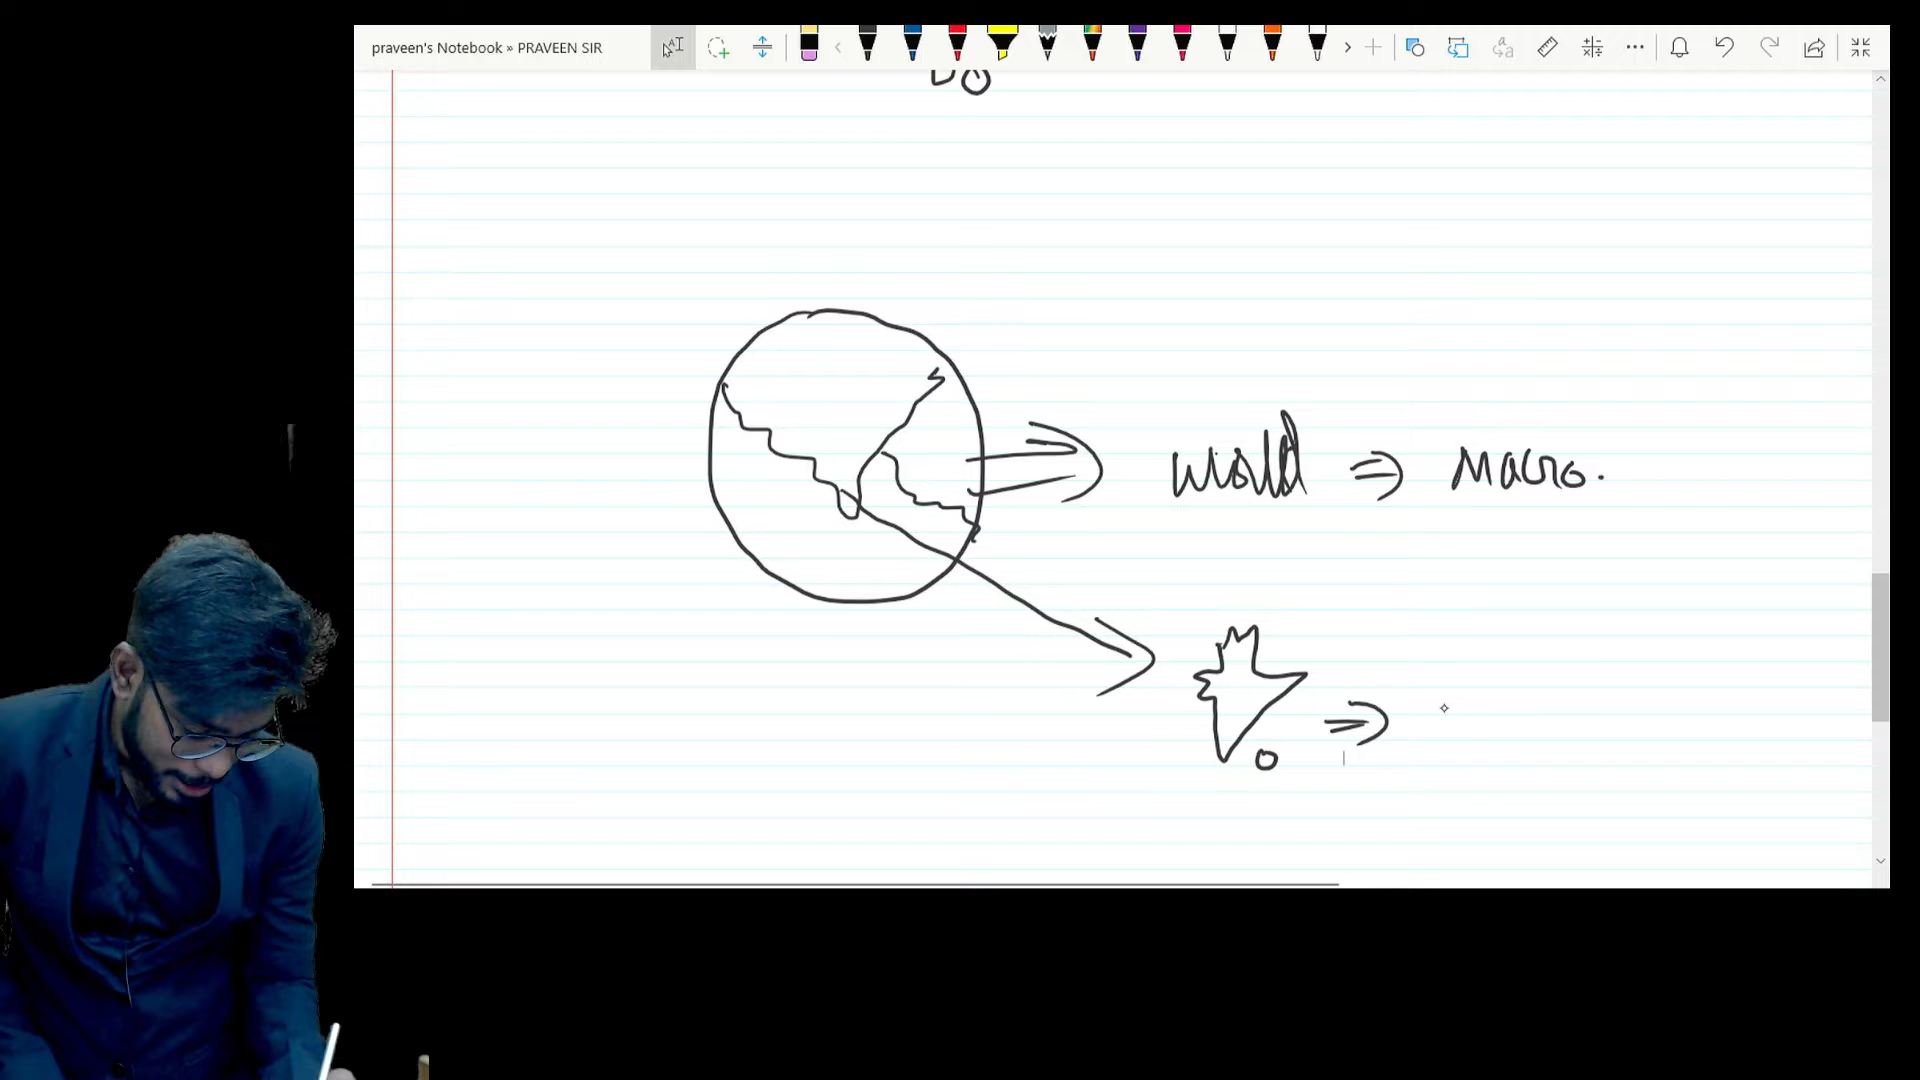 praveen's Notebook » PRAVEEN SIR
World ⇒ Macro.
⇒